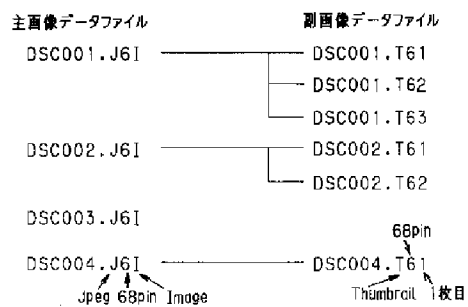 主画像データファイル 副画像データファイル
DSC001.J6I DSC001.T61
DSC001.T62
DSC001.T63
DSC002.J6I DSC002.T61
DSC002.T62
DSC003.J6I
68pin
DSC004.J6I DSC004.T61
Jpeg 68pin Image Thumbrail 1枚目